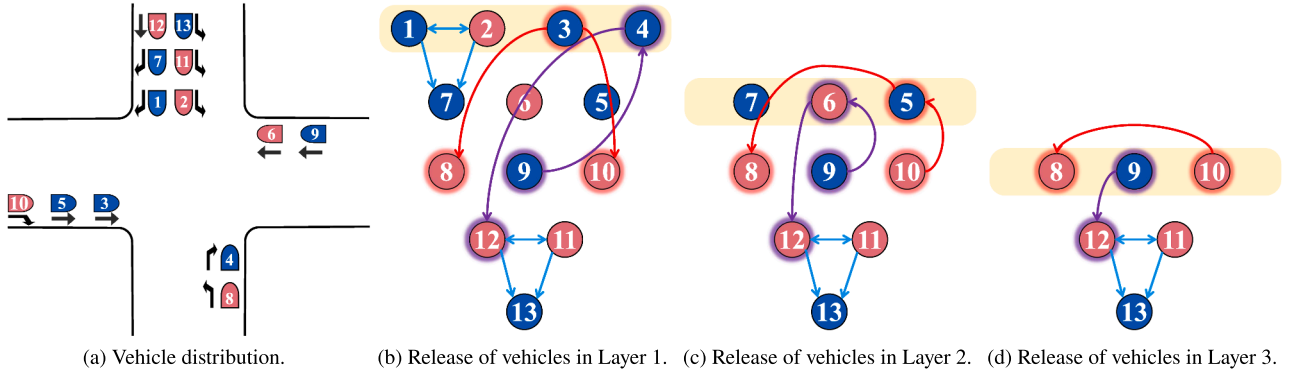 12 13
7 11
1 2
6 9
10 5 3
4
8
(a) Vehicle distribution.
1 2 3 4
7 6 5
8 9 10
12 11
13
(b) Release of vehicles in Layer 1.
7 6 5
8 9 10
12 11
13
(c) Release of vehicles in Layer 2.
8 9 10
12 11
13
(d) Release of vehicles in Layer 3.